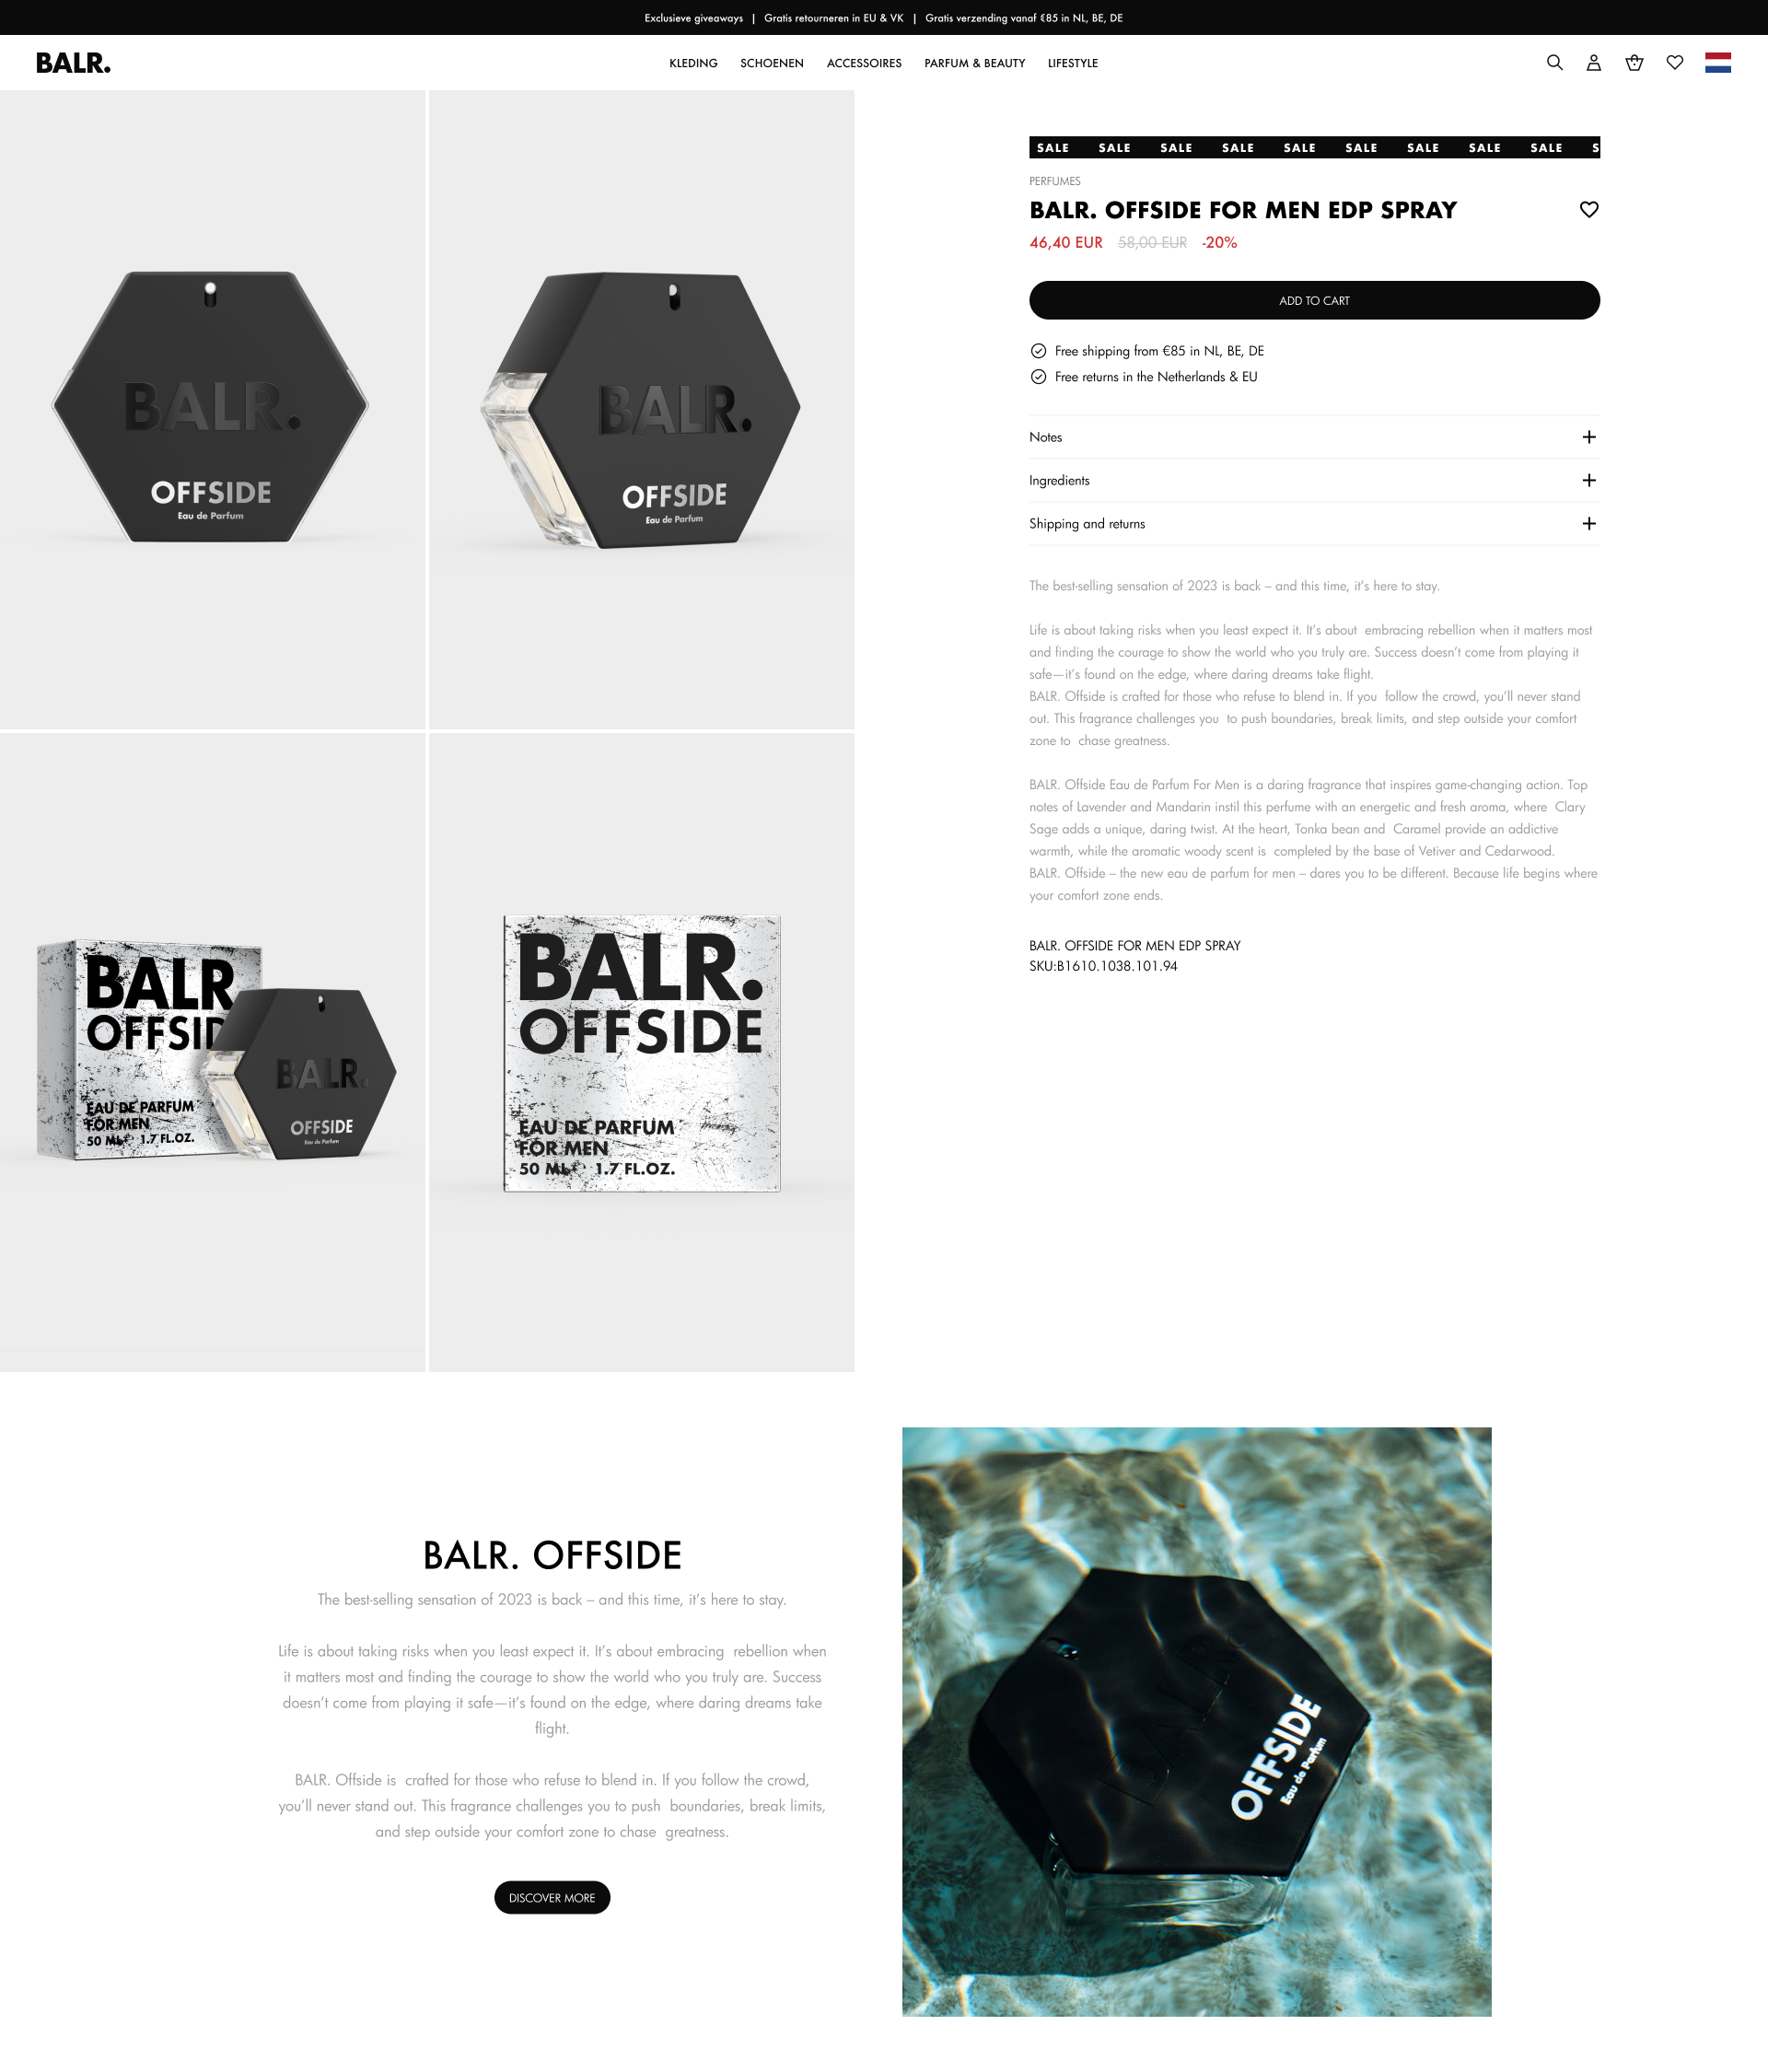 Exclusieve giveaways | Gratis retourneren in EU & VK | Gratis verzending vanaf €85 in NL, BE, DE
BALR.
KLEDING SCHOENEN ACCESSOIRES PARFUM & BEAUTY LIFESTYLE
BALR.
OFFSIDE
Eau de Parfum
BALR.
OFFSIDE
Eau de Parfum
BALR.
OFFSID
EAU DE PARFUM
FOR MEN
50 ML 1.7 FL.OZ.
BALR.
OFFSIDE
Eau de Parfum
BALR.
OFFSIDE
EAU DE PARFUM
FOR MEN
50 ML 1.7 FL.OZ.
SALE SALE SALE SALE SALE SALE SALE SALE SALE S
PERFUMES
BALR. OFFSIDE FOR MEN EDP SPRAY
46,40 EUR 58,00 EUR -20%
ADD TO CART
Free shipping from €85 in NL, BE, DE
Free returns in the Netherlands & EU
Notes
Ingredients
Shipping and returns
The best-selling sensation of 2023 is back – and this time, it's here to stay.
Life is about taking risks when you least expect it. It's about embracing rebellion when it matters most
and finding the courage to show the world who you truly are. Success doesn't come from playing it
safe—it's found on the edge, where daring dreams take flight.
BALR. Offside is crafted for those who refuse to blend in. If you follow the crowd, you'll never stand
out. This fragrance challenges you to push boundaries, break limits, and step outside your comfort
zone to chase greatness.
BALR. Offside Eau de Parfum For Men is a daring fragrance that inspires game-changing action. Top
notes of Lavender and Mandarin instil this perfume with an energetic and fresh aroma, where Clary
Sage adds a unique, daring twist. At the heart, Tonka bean and Caramel provide an addictive
warmth, while the aromatic woody scent is completed by the base of Vetiver and Cedarwood.
BALR. Offside – the new eau de parfum for men – dares you to be different. Because life begins where
your comfort zone ends.
BALR. OFFSIDE FOR MEN EDP SPRAY
SKU:B1610.1038.101.94
BALR. OFFSIDE
The best-selling sensation of 2023 is back – and this time, it's here to stay.
Life is about taking risks when you least expect it. It's about embracing rebellion when
it matters most and finding the courage to show the world who you truly are. Success
doesn't come from playing it safe—it's found on the edge, where daring dreams take
flight.
BALR. Offside is crafted for those who refuse to blend in. If you follow the crowd,
you'll never stand out. This fragrance challenges you to push boundaries, break limits,
and step outside your comfort zone to chase greatness.
DISCOVER MORE
OFFSIDE
Eau de Parfum